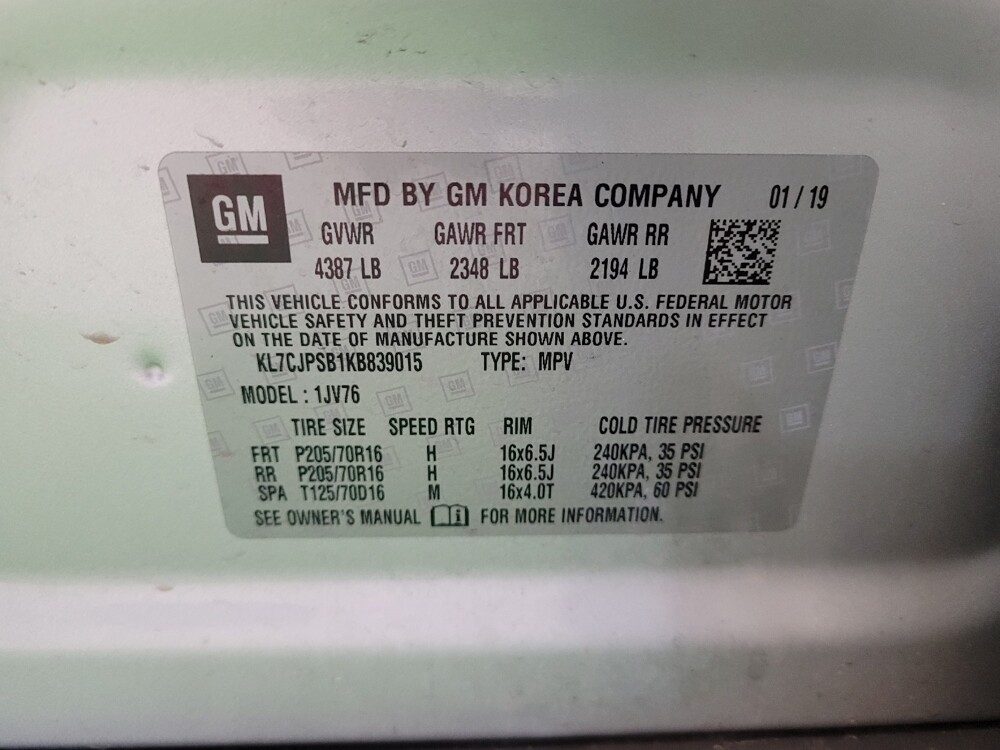 GM
MFD BY GM KOREA COMPANY 01 / 19
GVWR GAWR FRT GAWR RR
4387 LB 2348 LB 2194 LB
THIS VEHICLE CONFORMS TO ALL APPLICABLE U.S. FEDERAL MOTOR
VEHICLE SAFETY AND THEFT PREVENTION STANDARDS IN EFFECT
ON THE DATE OF MANUFACTURE SHOWN ABOVE.
KL7CJPSB1KB839015 TYPE: MPV
MODEL : 1JV76
TIRE SIZE SPEED RTG RIM COLD TIRE PRESSURE
FRT P205/70R16 H 16x6.5J 240KPA, 35 PSI
RR P205/70R16 H 16x6.5J 240KPA, 35 PSI
SPA T125/70D16 M 16x4.0T 420KPA, 60 PSI
SEE OWNER'S MANUAL FOR MORE INFORMATION.